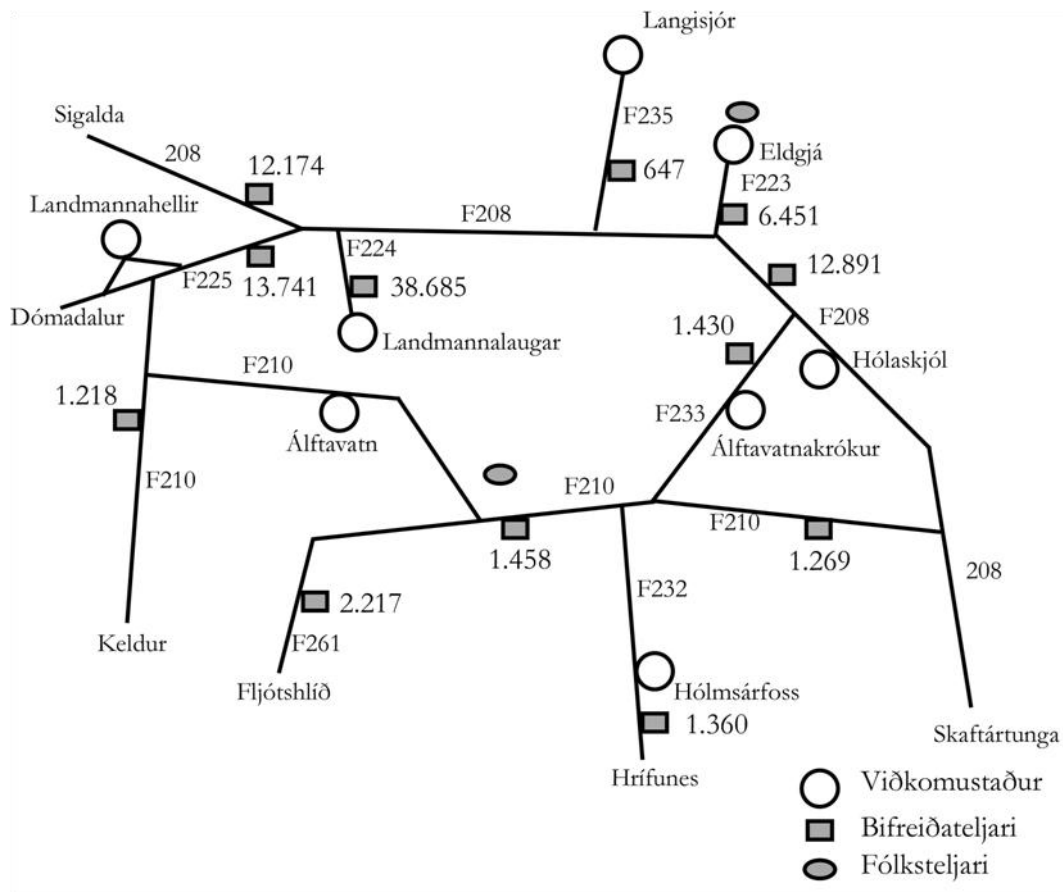 Langisjór
Sigalda
F235
208
12.174
647
Eldgjá
Landmannahellir
F223
F208
6.451
F224
F225
13.741
38.685
12.891
Dómadalur
1.430
F208
Landmannalaugar
F210
Hólaskjól
1.218
F233
Álftavatn
Álftavatnakrókur
F210
F210
F210
1.458
1.269
208
F232
2.217
Keldur
F261
Fljótshlíð
Hólmsárfoss
1.360
Skaftártunga
Hrífunes
Viðkomustaður
Bifreiðateljari
Fólksteljari